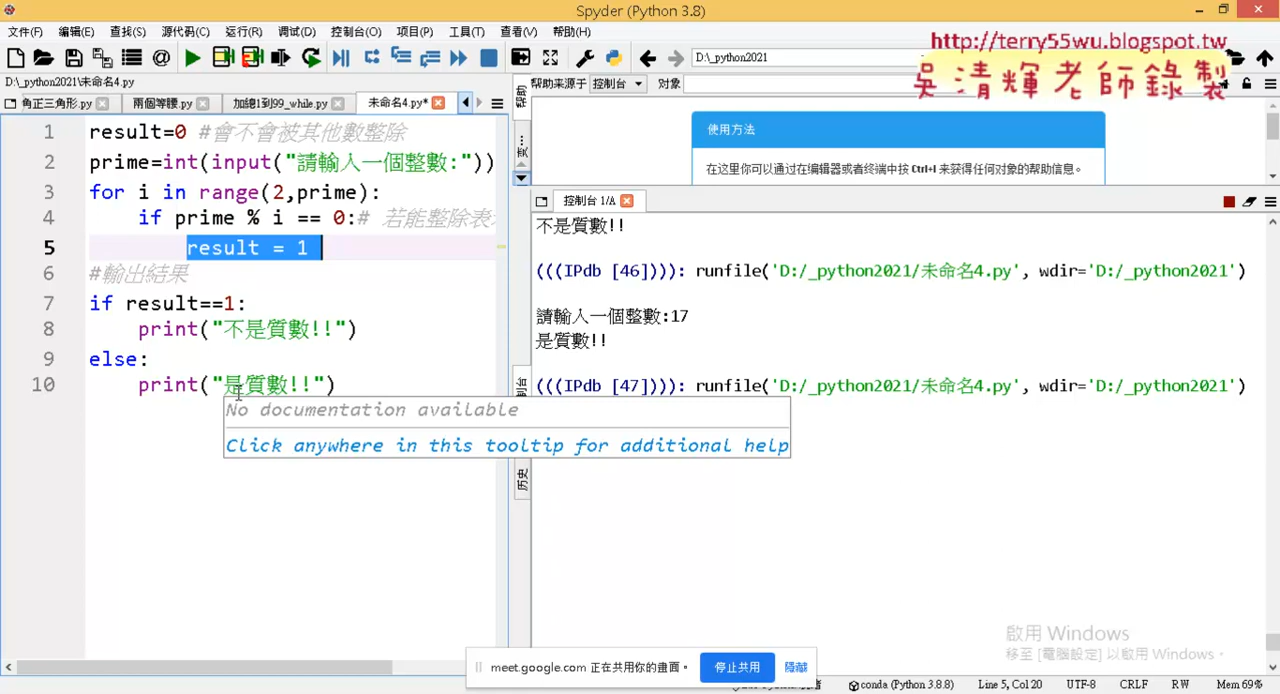 Spyder (Python 3.8)
文件(F) 编辑(E) 查找(S) 源代码(C) 运行(R) 调试(D) 控制台(O) 项目(P) 工具(T) 查看(V) 帮助(H)
D:\_python2021
http://terry55wu.blogspot.tw
吳清輝老師錄製
D:\_python2021\未命名4.py
帮助来源于 控制台 对象
角正三角形.py 兩個等腰.py 加總1到99_while.py 未命名4.py*
1 result=0 #會不會被其他數整除
2 prime=int(input("請輸入一個整數:"))
3 for i in range(2,prime):
4 if prime % i == 0:# 若能整除表
5 result = 1
6 #輸出結果
7 if result==1:
8 print("不是質數!!")
9 else:
10 print("是質數!!")
No documentation available
Click anywhere in this tooltip for additional help
使用方法
在这里你可以通过在编辑器或者终端中按 Ctrl+I 来获得任何对象的帮助信息。
控制台 1/A
不是質數!!
(((IPdb [46]))): runfile('D:/_python2021/未命名4.py', wdir='D:/_python2021')
請輸入一個整數:17
是質數!!
(((IPdb [47]))): runfile('D:/_python2021/未命名4.py', wdir='D:/_python2021')
历史
啟用 Windows
移至 [電腦設定] 以啟用 Windows。
meet.google.com 正在共用你的畫面。 停止共用 隱藏
conda (Python 3.8.8) Line 5, Col 20 UTF-8 CRLF RW Mem 69%